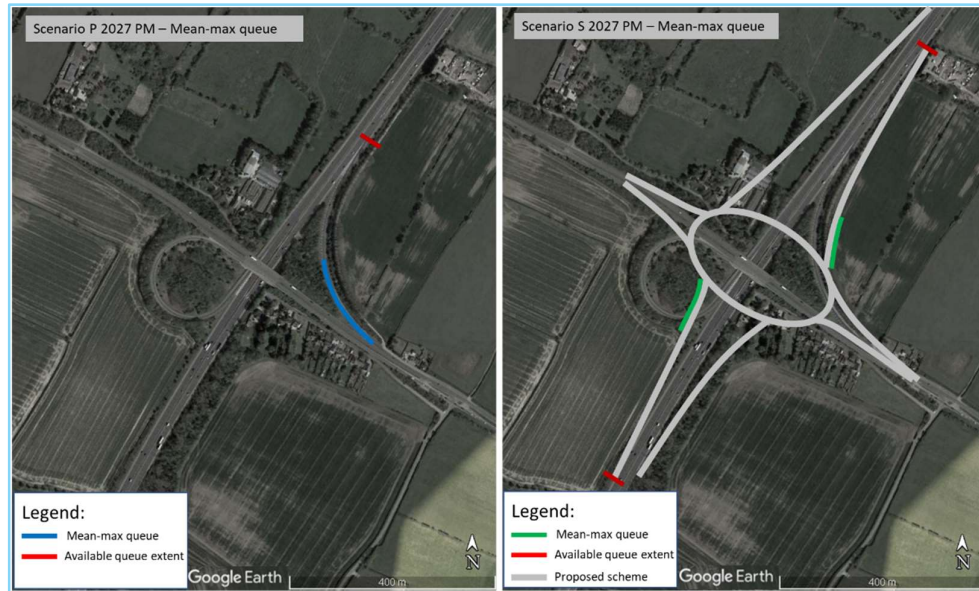 Scenario P 2027 PM – Mean-max queue
Legend:
Mean-max queue
Available queue extent
Google Earth
400 m
N
Scenario S 2027 PM – Mean-max queue
Legend:
Mean-max queue
Available queue extent
Proposed scheme
Google Earth
400 m
N